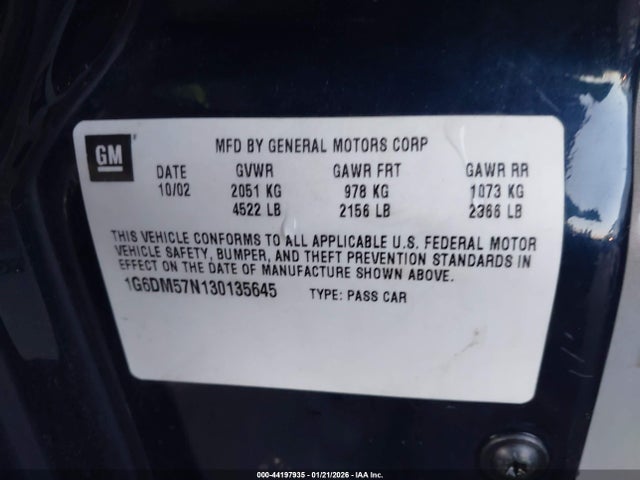 GM
MFD BY GENERAL MOTORS CORP
DATE GVWR GAWR FRT GAWR RR
10/02 2051 KG 978 KG 1073 KG
4522 LB 2156 LB 2366 LB
THIS VEHICLE CONFORMS TO ALL APPLICABLE U.S. FEDERAL MOTOR
VEHICLE SAFETY, BUMPER, AND THEFT PREVENTION STANDARDS IN
EFFECT ON THE DATE OF MANUFACTURE SHOWN ABOVE.
1G6DM57N130135645 TYPE: PASS CAR
000-44197935 - 01/21/2026 - IAA Inc.